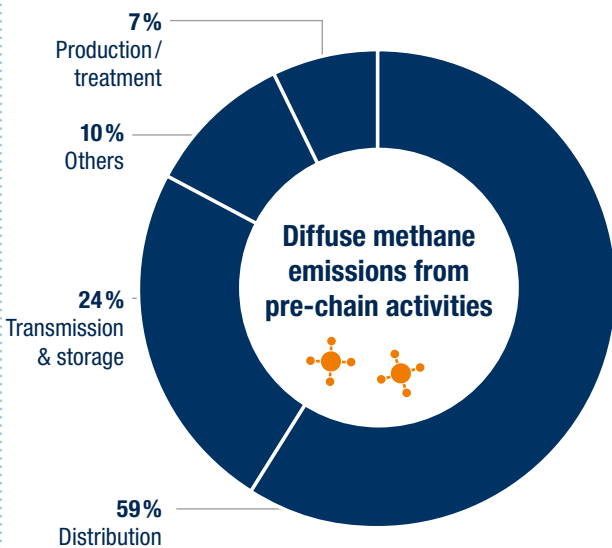 7%
Production/
treatment
10%
Others
24%
Transmission
& storage
59%
Distribution
Diffuse methane
emissions from
pre-chain activities